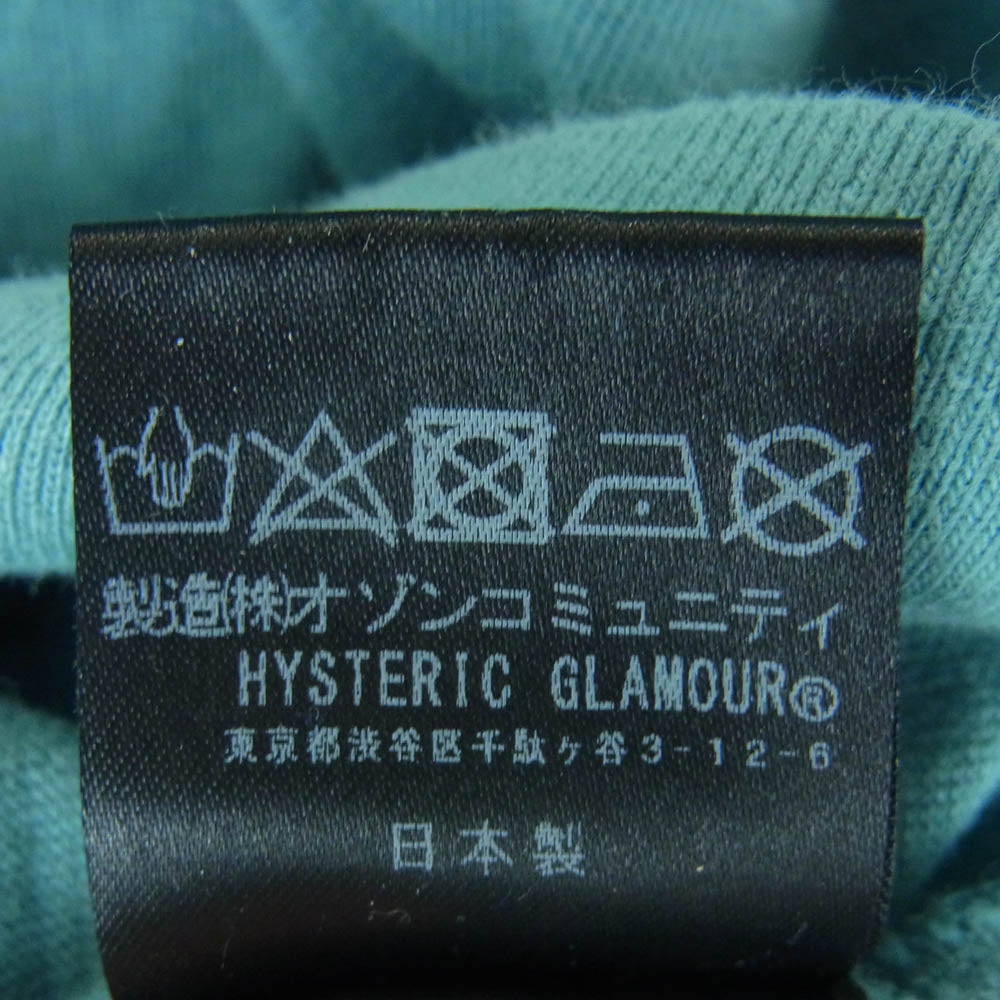 製造(株)オゾンコミュニティ
HYSTERIC GLAMOUR®
東京都渋谷区千駄ヶ谷3-12-6
日本製